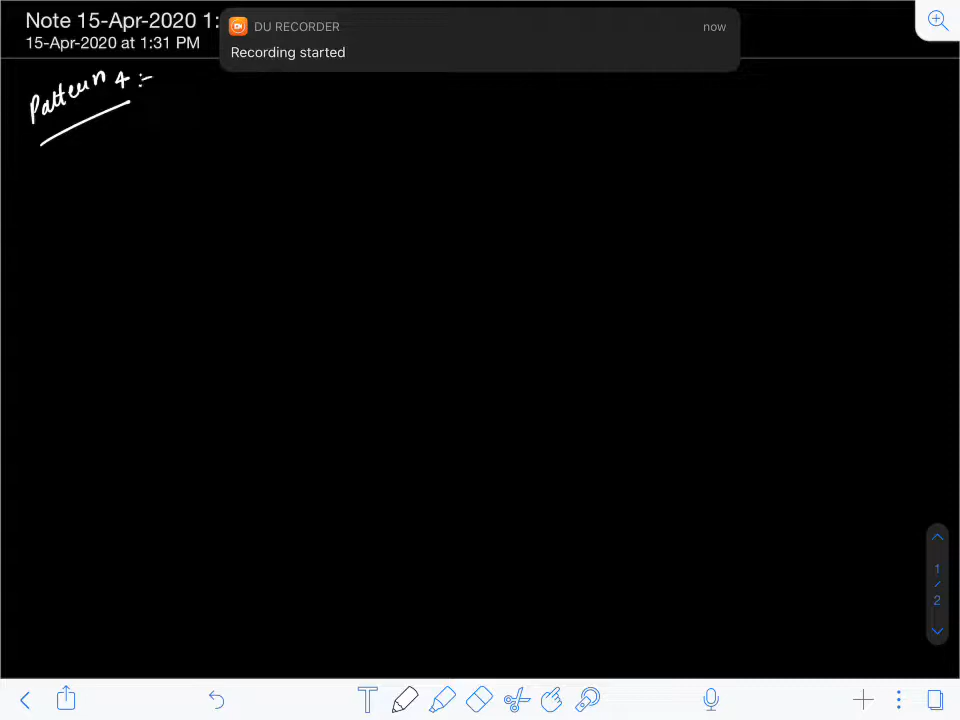 Note 15-Apr-2020 1:
15-Apr-2020 at 1:31 PM
DU RECORDER
now
Recording started
Pattern 4 :-
1
/
2